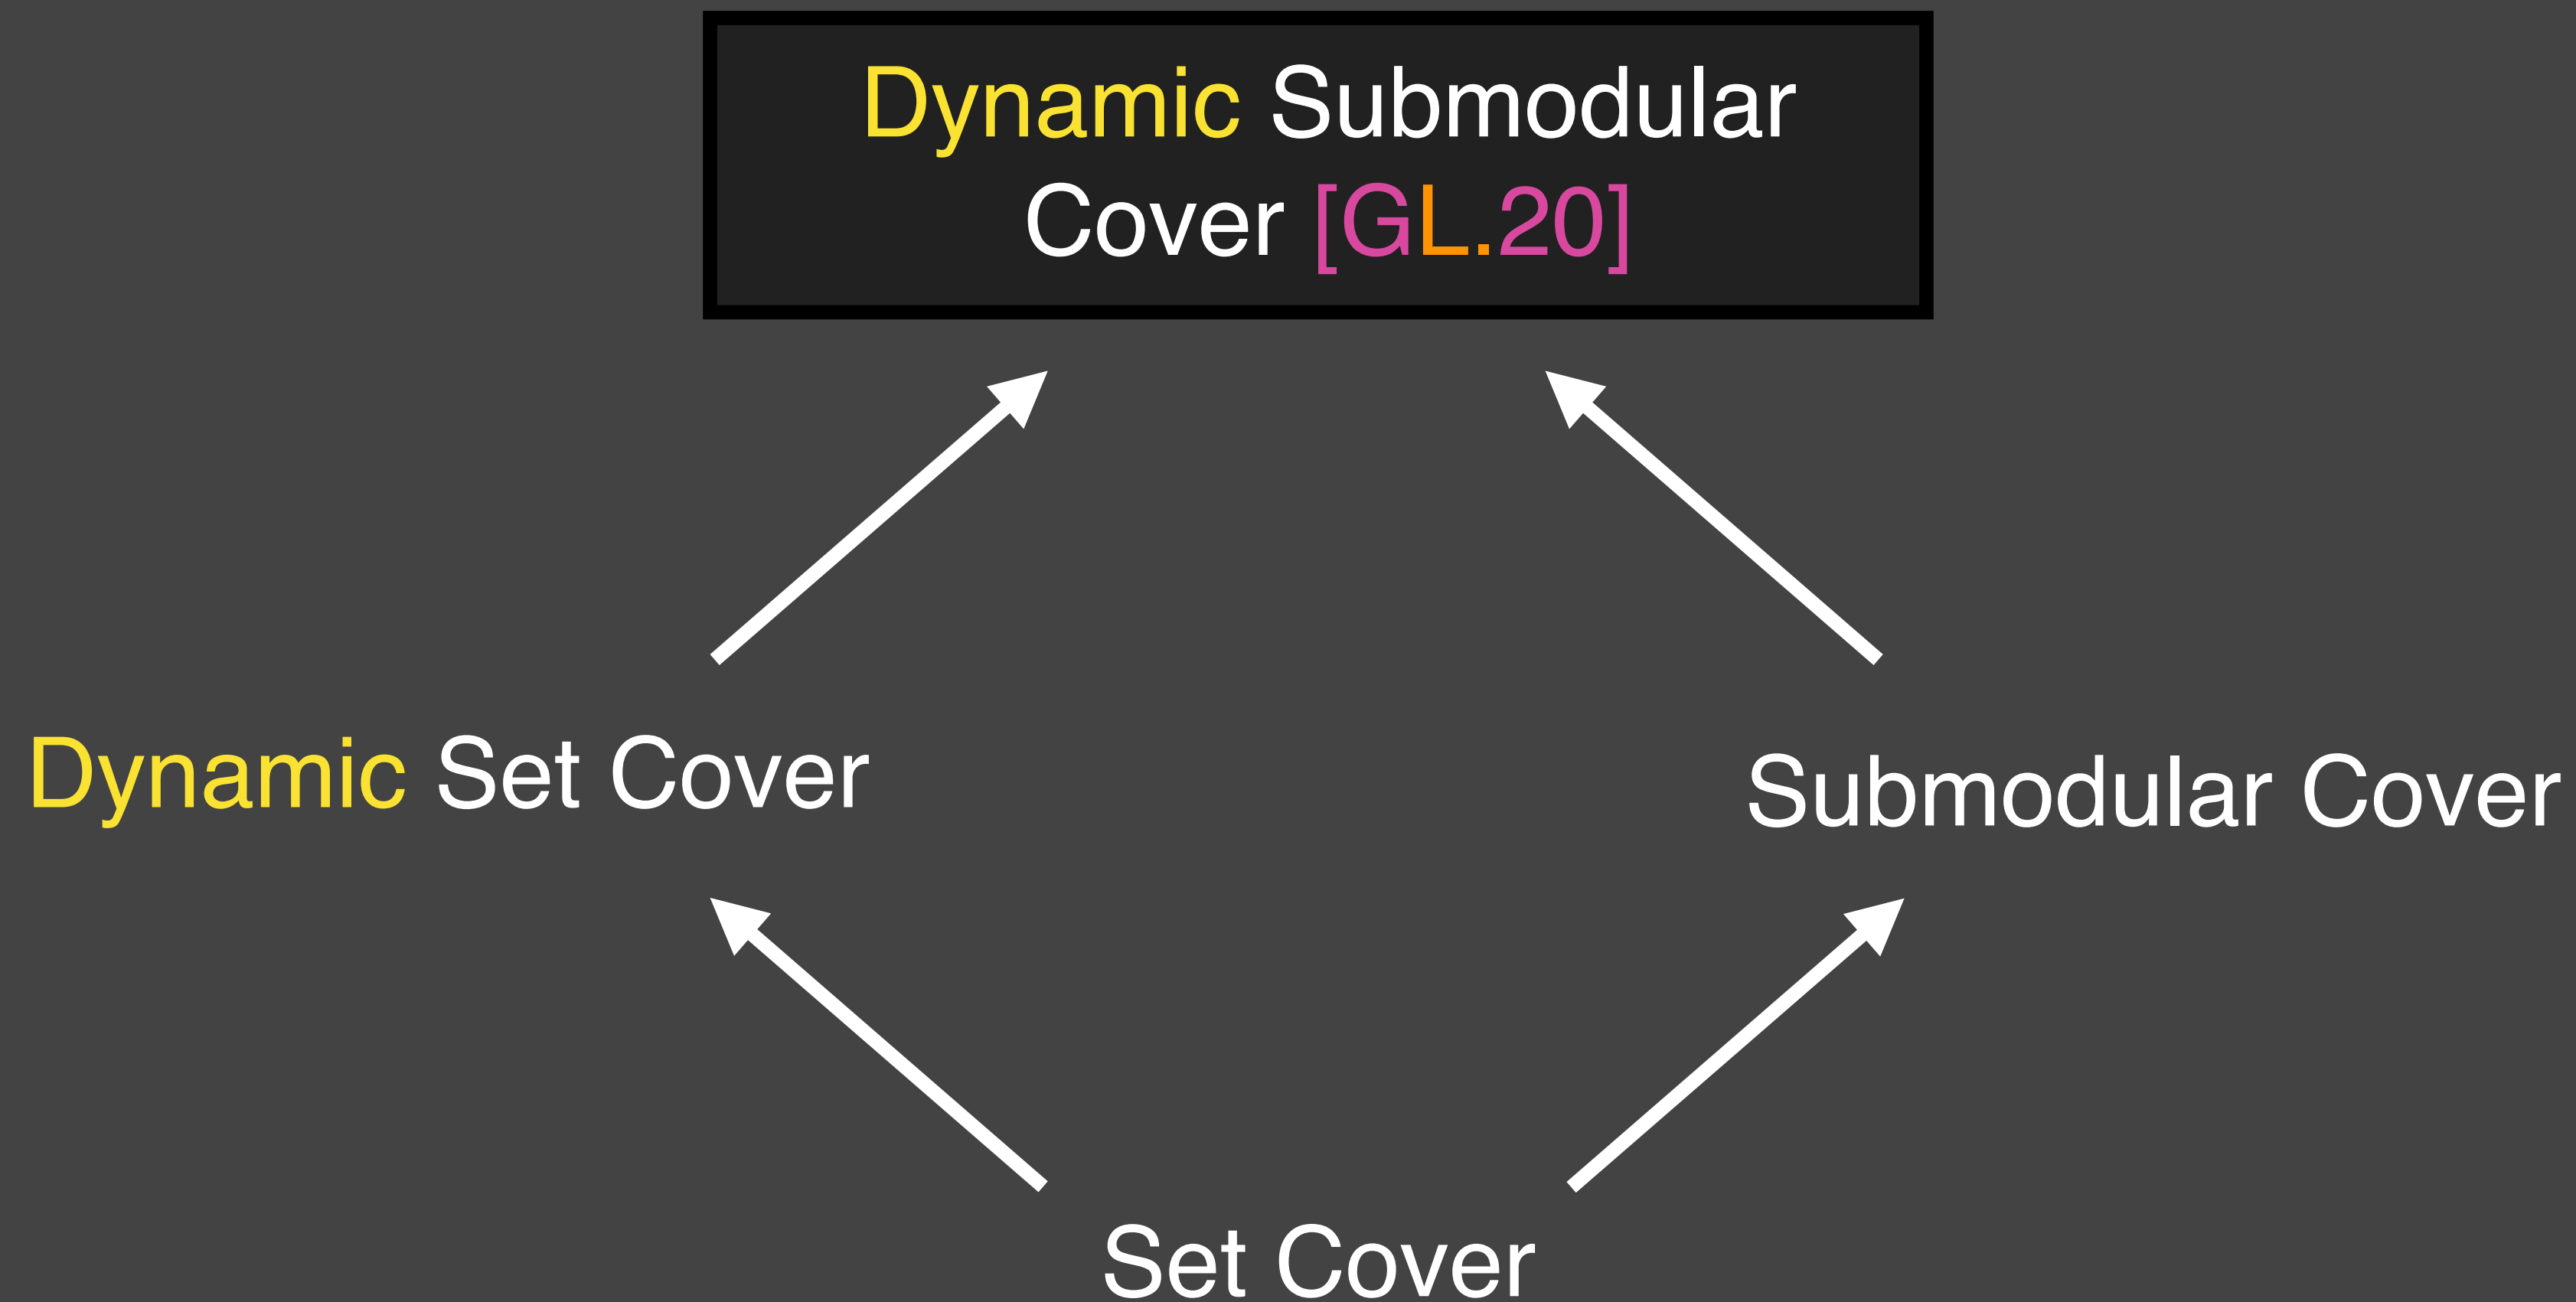 Dynamic Submodular
Cover [GL.20]
Dynamic Set Cover
Submodular Cover
Set Cover